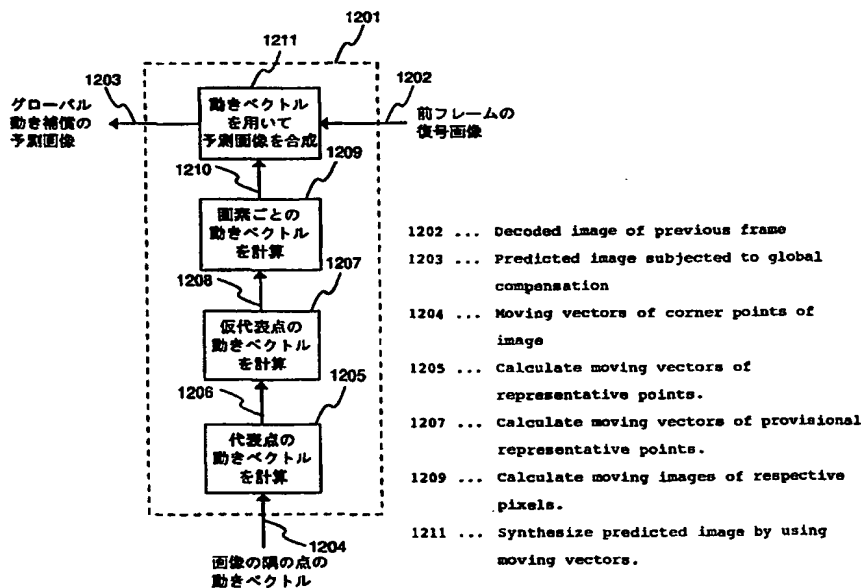 1201
1211
1203
1202
グローバル
動き補償の
予測画像
動きベクトル
を用いて
予測画像を合成
前フレームの
復号画像
1210
1209
画素ごとの
動きベクトル
を計算
1208
1207
仮代表点の
動きベクトル
を計算
1206
1205
代表点の
動きベクトル
を計算
1204
画像の隅の点の
動きベクトル
1202 ... Decoded image of previous frame
1203 ... Predicted image subjected to global
compensation
1204 ... Moving vectors of corner points of
image
1205 ... Calculate moving vectors of
representative points.
1207 ... Calculate moving vectors of provisional
representative points.
1209 ... Calculate moving images of respective
pixels.
1211 ... Synthesize predicted image by using
moving vectors.